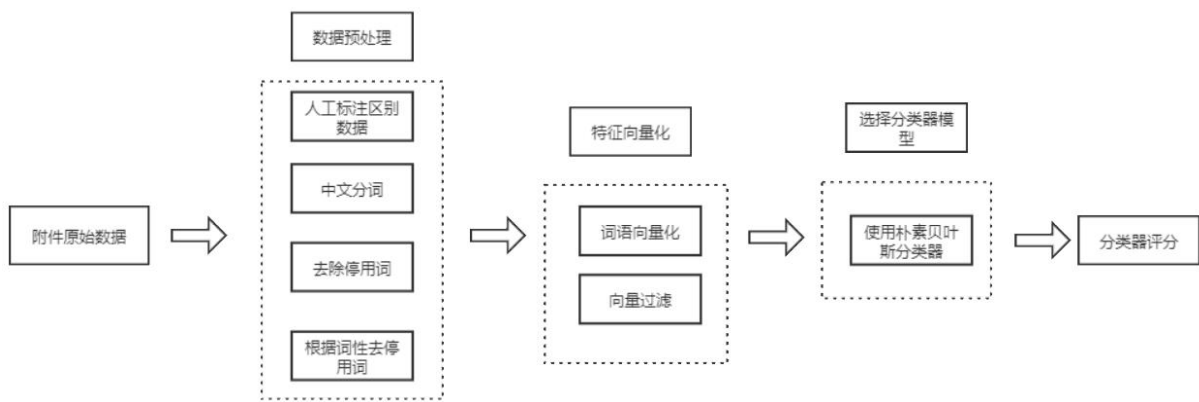 附件原始数据
数据预处理
人工标注区别
数据
中文分词
去除停用词
根据词性去停
用词
特征向量化
词语向量化
向量过滤
选择分类器模
型
使用朴素贝叶
斯分类器
分类器评分